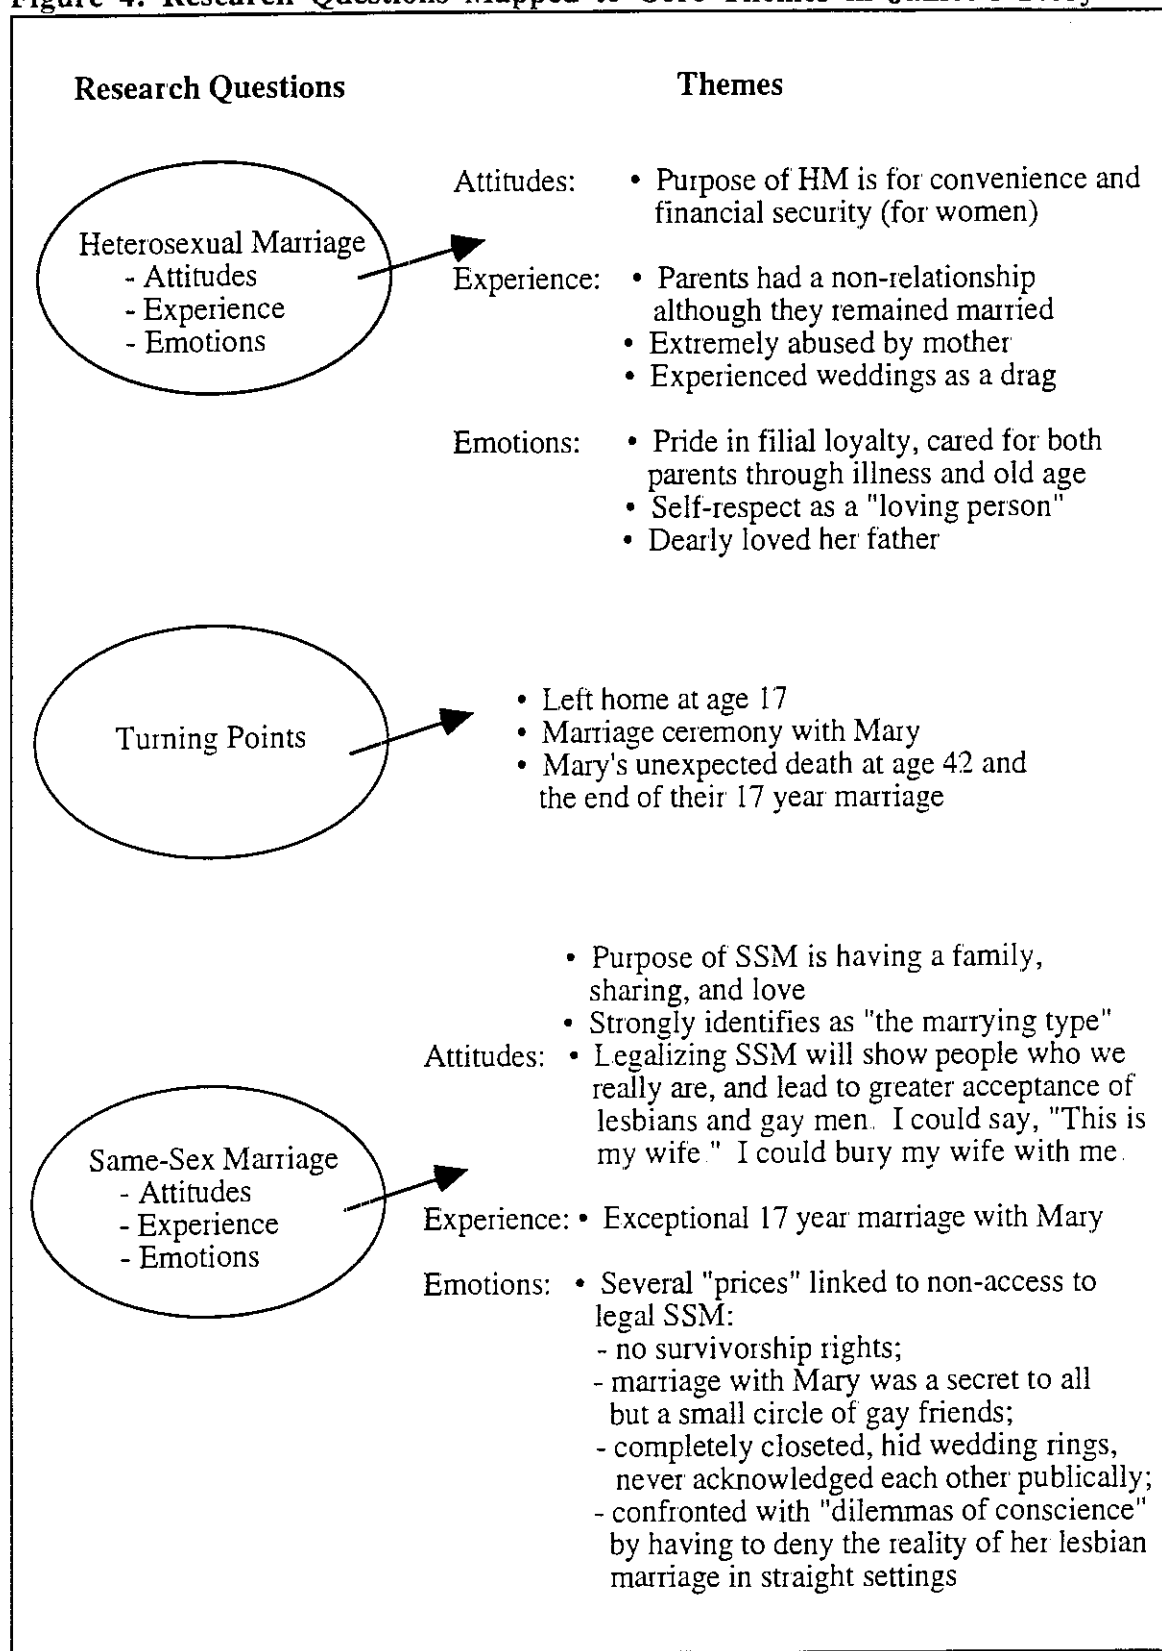 Figure 4. Research Questions Mapped to Core Themes in
Research Questions
Themes
Heterosexual Marriage
- Attitudes
- Experience
- Emotions
Attitudes:
• Purpose of HM is for convenience and
financial security (for women)
Experience:
• Parents had a non-relationship
although they remained married
• Extremely abused by mother
• Experienced weddings as a drag
Emotions:
• Pride in filial loyalty, cared for both
parents through illness and old age
• Self-respect as a "loving person"
• Dearly loved her father
Turning Points
• Left home at age 17
• Marriage ceremony with Mary
• Mary's unexpected death at age 42 and
the end of their 17 year marriage
Same-Sex Marriage
- Attitudes
- Experience
- Emotions
• Purpose of SSM is having a family,
sharing, and love
• Strongly identifies as "the marrying type"
Attitudes: • Legalizing SSM will show people who we
really are, and lead to greater acceptance of
lesbians and gay men. I could say, "This is
my wife." I could bury my wife with me.
Experience: • Exceptional 17 year marriage with Mary
Emotions: • Several "prices" linked to non-access to
legal SSM:
- no survivorship rights;
- marriage with Mary was a secret to all
but a small circle of gay friends;
- completely closeted, hid wedding rings,
never acknowledged each other publically;
- confronted with "dilemmas of conscience"
by having to deny the reality of her lesbian
marriage in straight settings